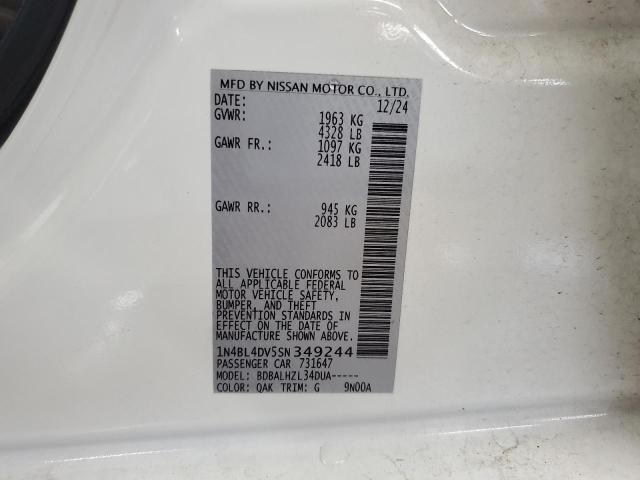 MFD BY NISSAN MOTOR CO., LTD.
DATE: 12/24
GVWR: 1963 KG
4328 LB
GAWR FR.: 1097 KG
2418 LB
GAWR RR.: 945 KG
2083 LB
THIS VEHICLE CONFORMS TO
ALL APPLICABLE FEDERAL
MOTOR VEHICLE SAFETY,
BUMPER, AND THEFT
PREVENTION STANDARDS IN
EFFECT ON THE DATE OF
MANUFACTURE SHOWN ABOVE.
1N4BL4DV5SN349244
PASSENGER CAR 731647
MODEL: BDBALHZL34DUA-----
COLOR: QAK TRIM: G 9N00A